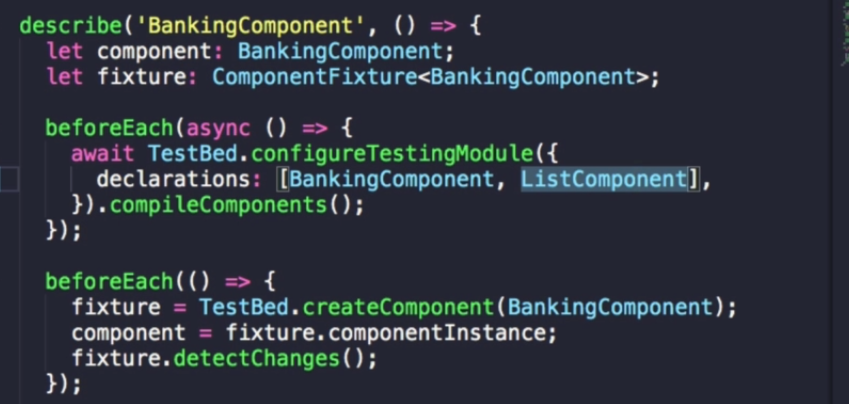 describe('BankingComponent', () => {
  let component: BankingComponent;
  let fixture: ComponentFixture<BankingComponent>;

  beforeEach(async () => {
    await TestBed.configureTestingModule({
      declarations: [BankingComponent, ListComponent],
    }).compileComponents();
  });

  beforeEach(() => {
    fixture = TestBed.createComponent(BankingComponent);
    component = fixture.componentInstance;
    fixture.detectChanges();
  });